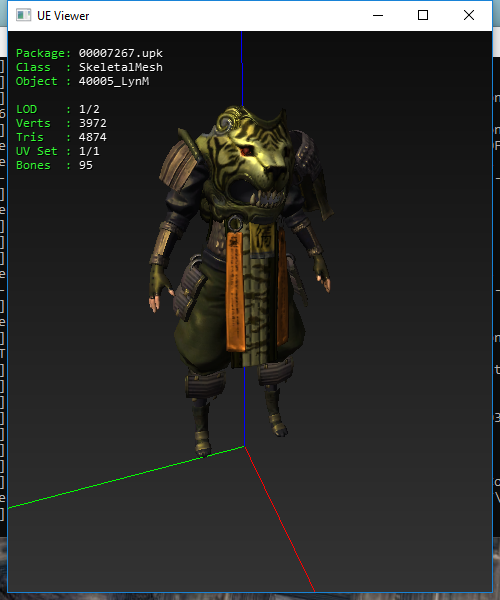 UE Viewer
Package: 00007267.upk
Class : SkeletalMesh
Object : 40005_LynM
LOD : 1/2
Verts : 3972
Tris : 4874
UV Set : 1/1
Bones : 95